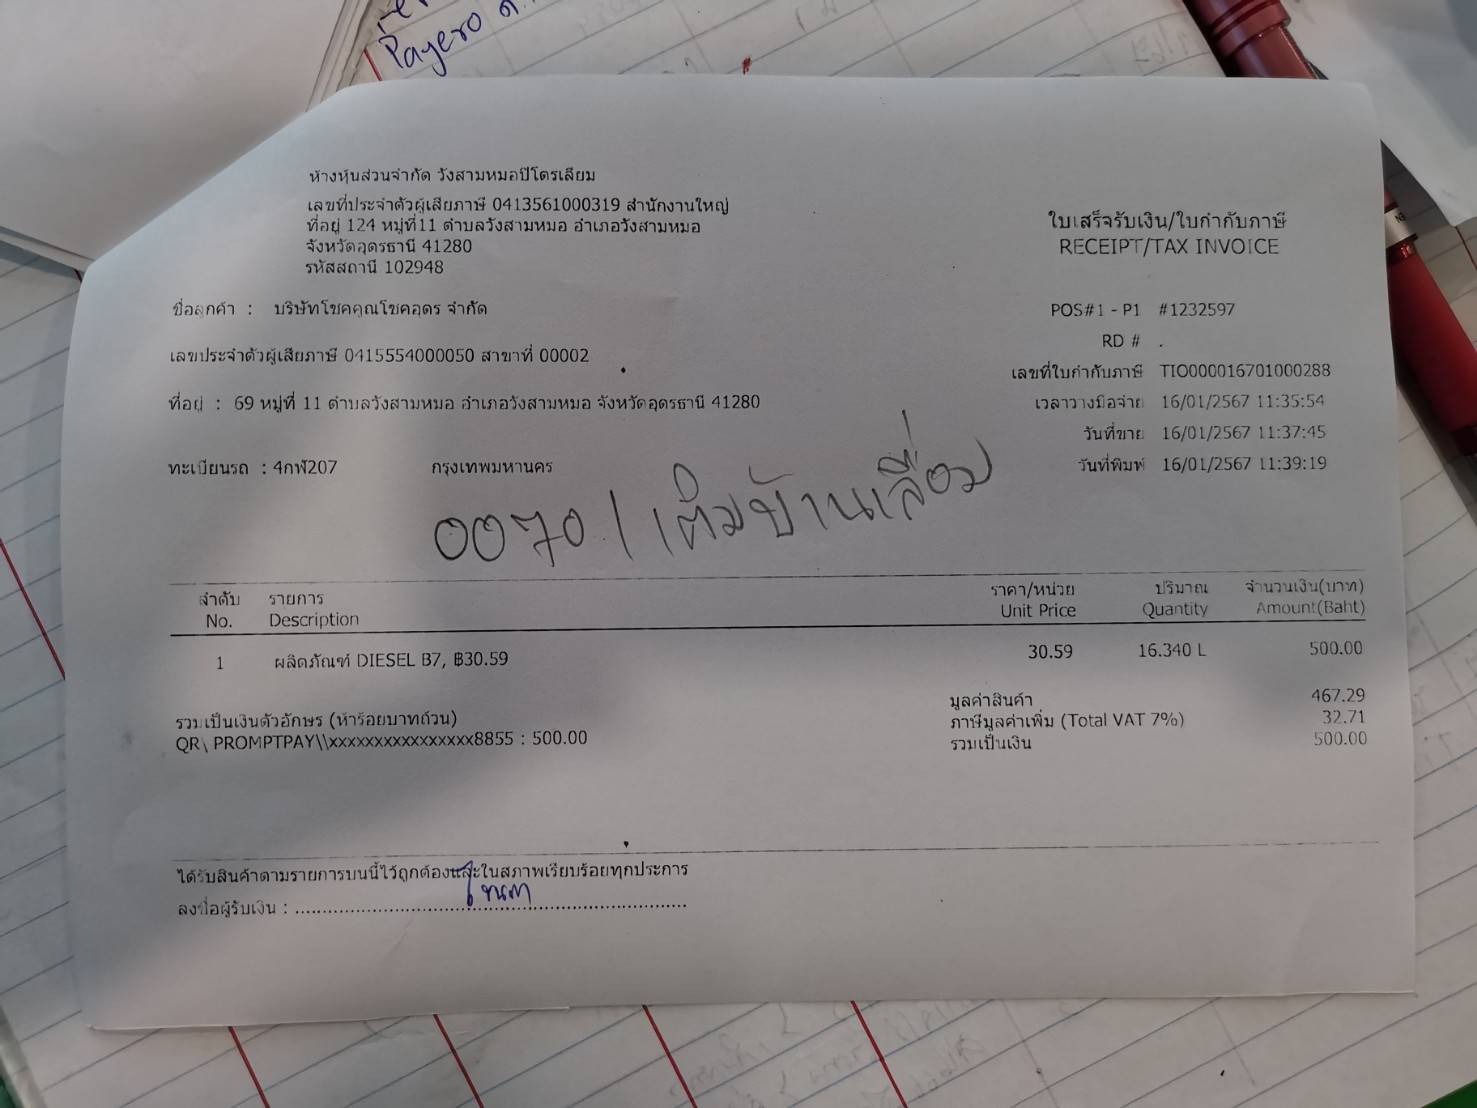 Payero
ห้างหุ้นส่วนจำกัด วังสามหมอปิโตรเลียม
เลขที่ประจำตัวผู้เสียภาษี 0413561000319 สำนักงานใหญ่
ที่อยู่ 124 หมู่ที่11 ตำบลวังสามหมอ อำเภอวังสามหมอ
จังหวัดอุดรธานี 41280
รหัสสถานี 102948
ใบเสร็จรับเงิน/ใบกำกับภาษี
RECEIPT/TAX INVOICE
ชื่อลูกค้า : บริษัทโชคคูณโชคอุดร จำกัด
เลขประจำตัวผู้เสียภาษี 0415554000050 สาขาที่ 00002
ที่อยู่ : 69 หมู่ที่ 11 ตำบลวังสามหมอ อำเภอวังสามหมอ จังหวัดอุดรธานี 41280
ทะเบียนรถ : 4กฬ207 กรุงเทพมหานคร
POS#1 - P1 #1232597
RD # .
เลขที่ใบกำกับภาษี TIO000016701000288
เวลาวางมือจ่าย 16/01/2567 11:35:54
วันที่ขาย 16/01/2567 11:37:45
วันที่พิมพ์ 16/01/2567 11:39:19
0070 / เติมบ้านเลื่อม
ลำดับ รายการ ราคา/หน่วย ปริมาณ จำนวนเงิน(บาท)
No. Description Unit Price Quantity Amount(Baht)
1 ผลิตภัณฑ์ DIESEL B7, ฿30.59 30.59 16.340 L 500.00
มูลค่าสินค้า 467.29
ภาษีมูลค่าเพิ่ม (Total VAT 7%) 32.71
รวมเป็นเงิน 500.00
รวมเป็นเงินตัวอักษร (ห้าร้อยบาทถ้วน)
QR\ PROMPTPAY\\xxxxxxxxxxxxxxxx8855 : 500.00
ได้รับสินค้าตามรายการบนนี้ไว้ถูกต้องและในสภาพเรียบร้อยทุกประการ
ลงชื่อผู้รับเงิน :